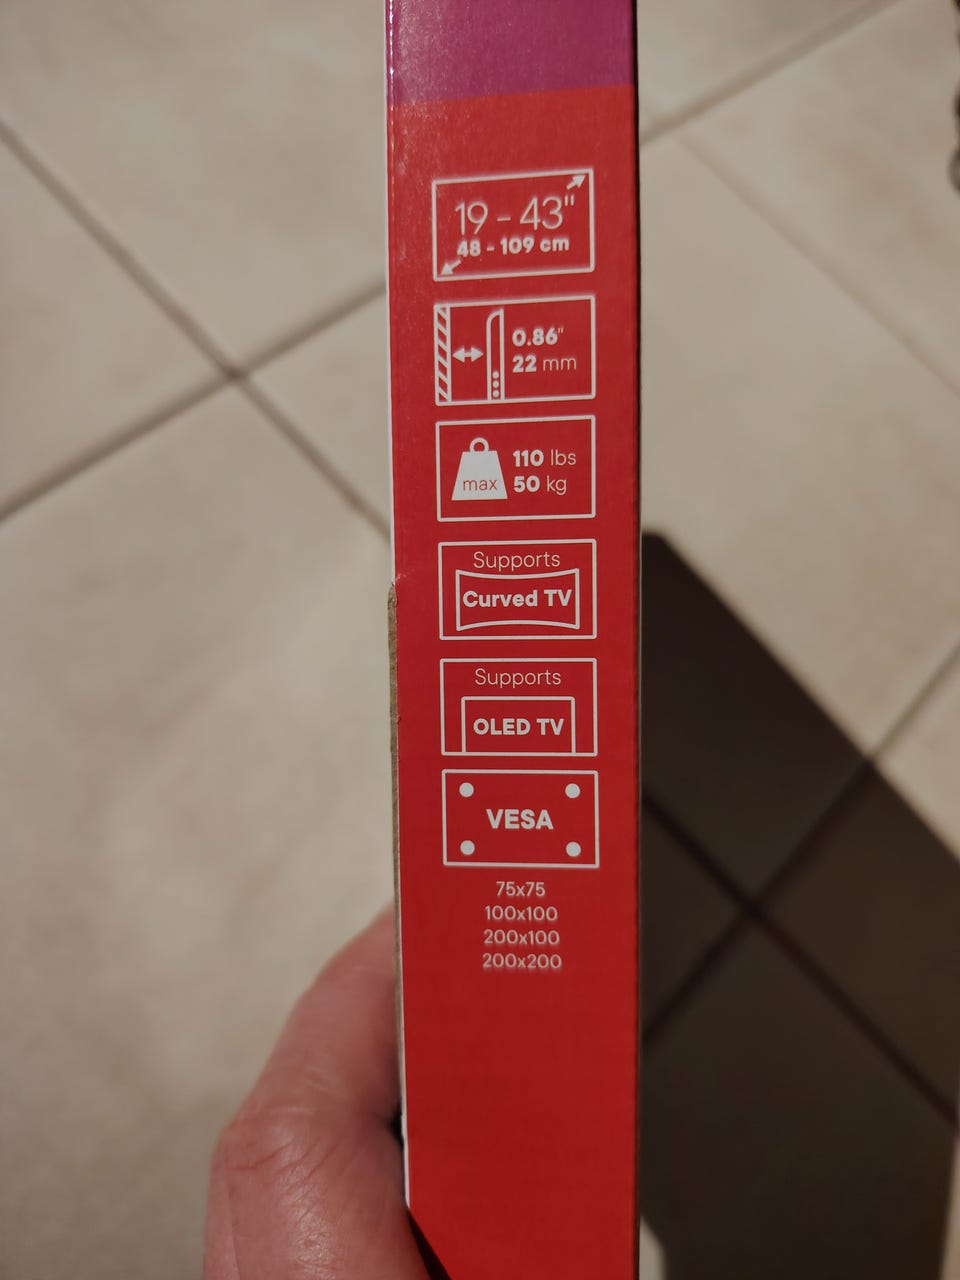 19 - 43"
48 - 109 cm
0.86"
22 mm
110 lbs
max 50 kg
Supports
Curved TV
Supports
OLED TV
VESA
75x75
100x100
200x100
200x200